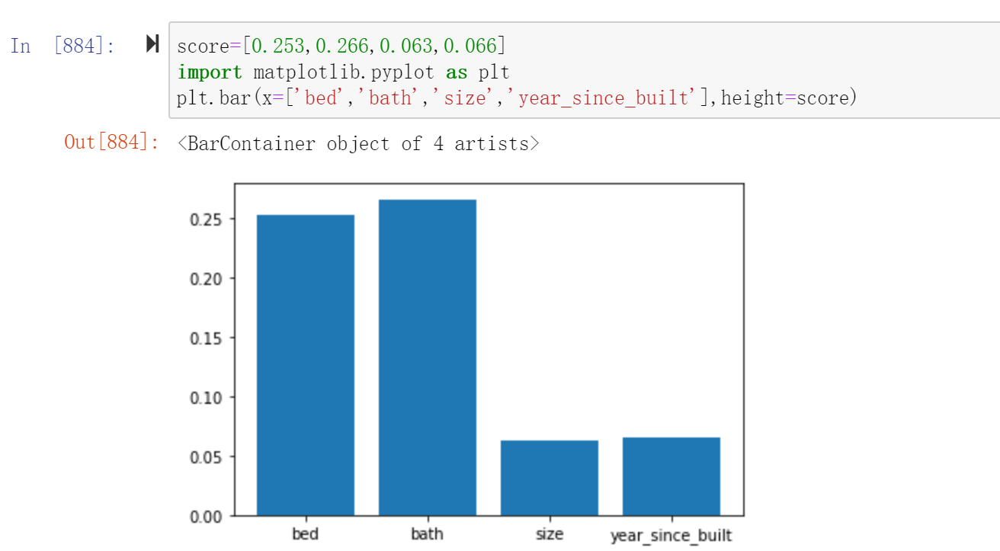 In [884]:
score=[0.253,0.266,0.063,0.066]
import matplotlib.pyplot as plt
plt.bar(x=['bed','bath','size','year_since_built'],height=score)
Out[884]: <BarContainer object of 4 artists>
0.25
0.20
0.15
0.10
0.05
0.00
bed bath size year_since_built